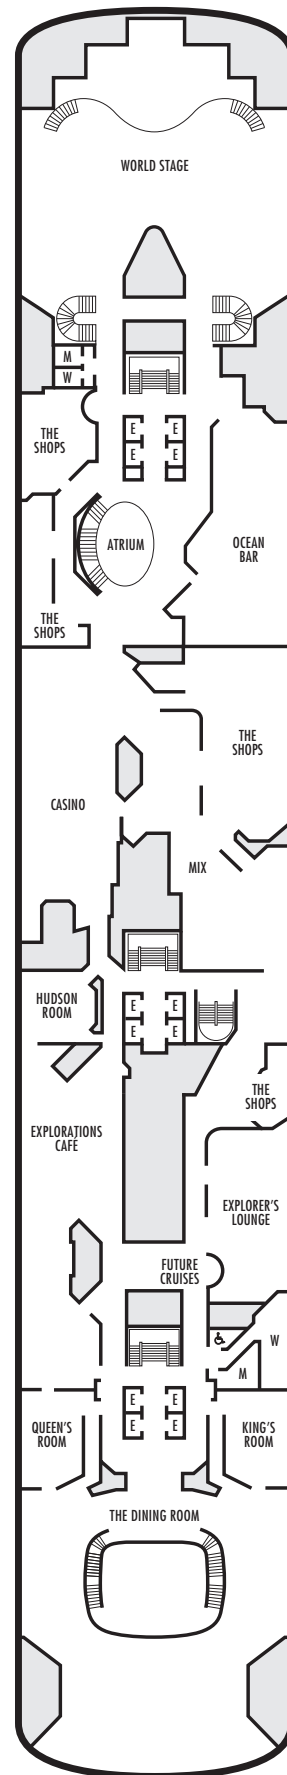 WORLD STAGE
M
W
E
E
E
E
THE
SHOPS
ATRIUM
OCEAN
BAR
THE
SHOPS
THE
SHOPS
CASINO
MIX
HUDSON
ROOM
E
E
E
E
THE
SHOPS
EXPLORATIONS
CAFÉ
EXPLORER'S
LOUNGE
FUTURE
CRUISES
W
M
E
E
E
E
QUEEN'S
ROOM
KING'S
ROOM
THE DINING ROOM